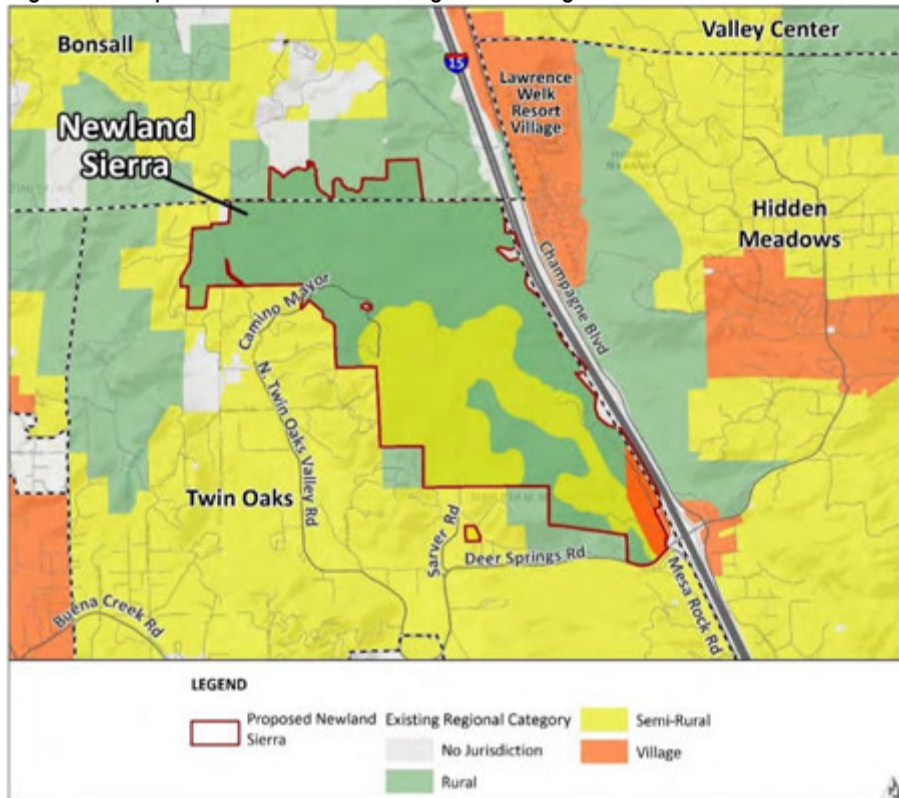 Bonsall
Valley Center
15
Lawrence
Welk
Resort
Village
Newland
Sierra
Hidden
Meadows
Champagne Blvd
Camino Mayor
N. Twin Oaks Valley Rd
Twin Oaks
Sarver Rd
Deer Springs Rd
Mesa Rock Rd
Buena Creek Rd
LEGEND
Proposed Newland
Sierra
Existing Regional Category
No Jurisdiction
Rural
Semi-Rural
Village